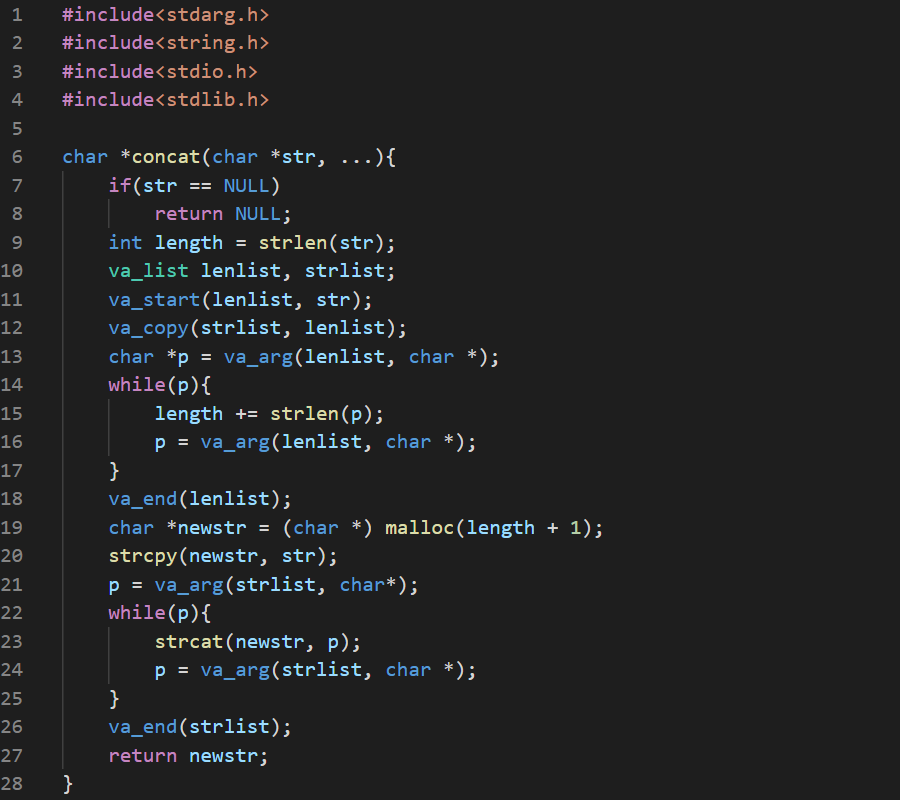 1 #include<stdarg.h>
2 #include<string.h>
3 #include<stdio.h>
4 #include<stdlib.h>
5
6 char *concat(char *str, ...){
7     if(str == NULL)
8         return NULL;
9     int length = strlen(str);
10     va_list lenlist, strlist;
11     va_start(lenlist, str);
12     va_copy(strlist, lenlist);
13     char *p = va_arg(lenlist, char *);
14     while(p){
15         length += strlen(p);
16         p = va_arg(lenlist, char *);
17     }
18     va_end(lenlist);
19     char *newstr = (char *) malloc(length + 1);
20     strcpy(newstr, str);
21     p = va_arg(strlist, char*);
22     while(p){
23         strcat(newstr, p);
24         p = va_arg(strlist, char *);
25     }
26     va_end(strlist);
27     return newstr;
28 }